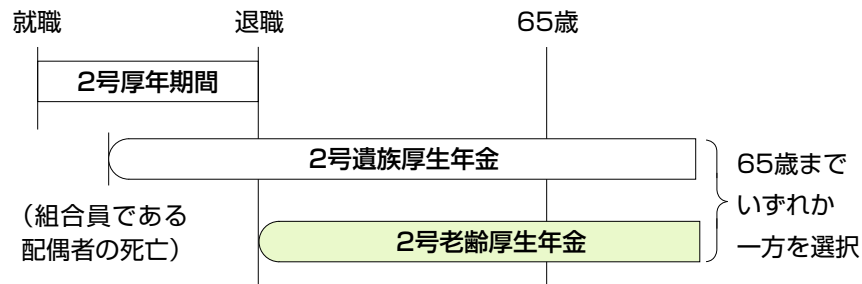 就職
退職
65歳
2号厚年期間
2号遺族厚生年金
（組合員である
配偶者の死亡）
2号老齢厚生年金
65歳まで
いずれか
一方を選択